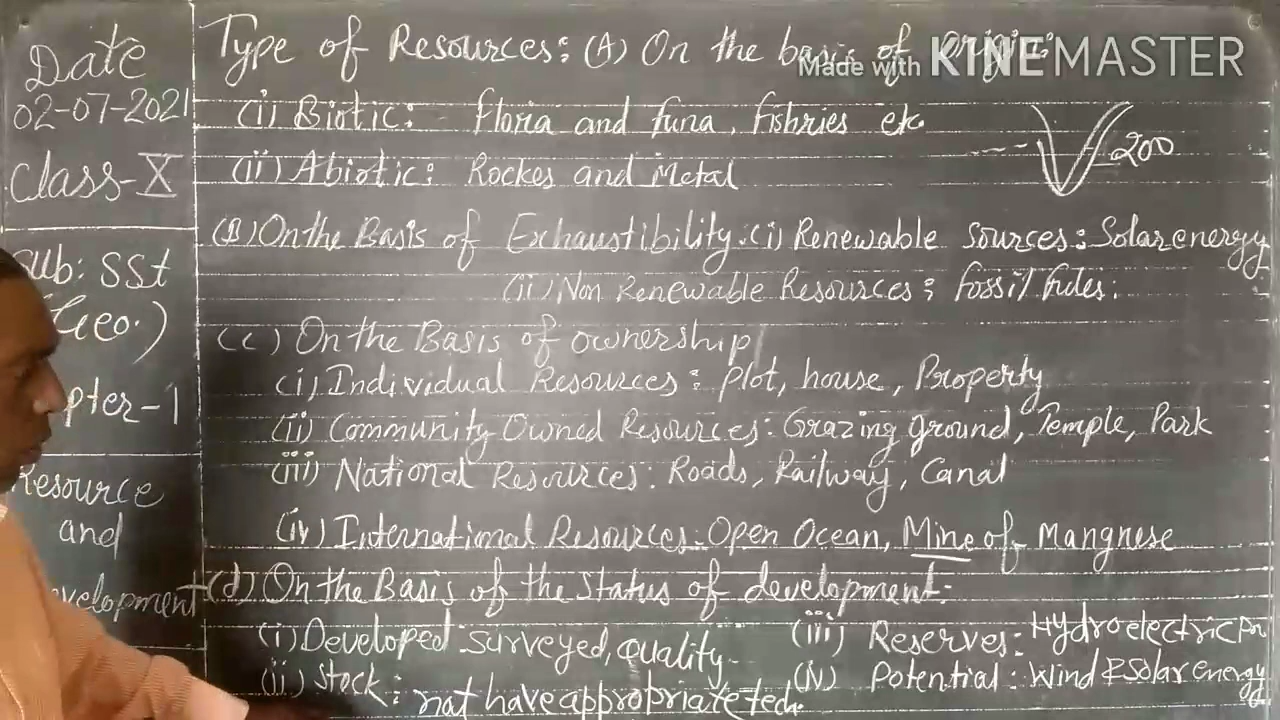 Date
02-07-2021
Class-X
Sub: SSt
(Geo.)
pter-1
Resource
and
evelopment
Type of Resources: (A) On the basis of origin:
Made with KINEMASTER
(i) Biotic: floria and funa, fishries etc.
200
(ii) Abiotic: Rockes and Metal
(B) On the Basis of Exhaustibility: (i) Renewable sources: Solar energy
(ii) Non Renewable Resources: fossil fules.
(c) On the Basis of ownership
(i) Individual Resources: plot, house, Property
(ii) Community Owned Resources: Grazing ground, Temple, Park
(iii) National Resources: Roads, Railway, Canal
(iv) International Resources: Open Ocean, Mine of Mangnese
(d) On the Basis of the Status of development:
(i) Developed: Surveyed, quality
(ii) Stock: not have appropriate tech.
(iii) Reserves: Hydroelectric po
(iv) Potential: Wind & Solar energy